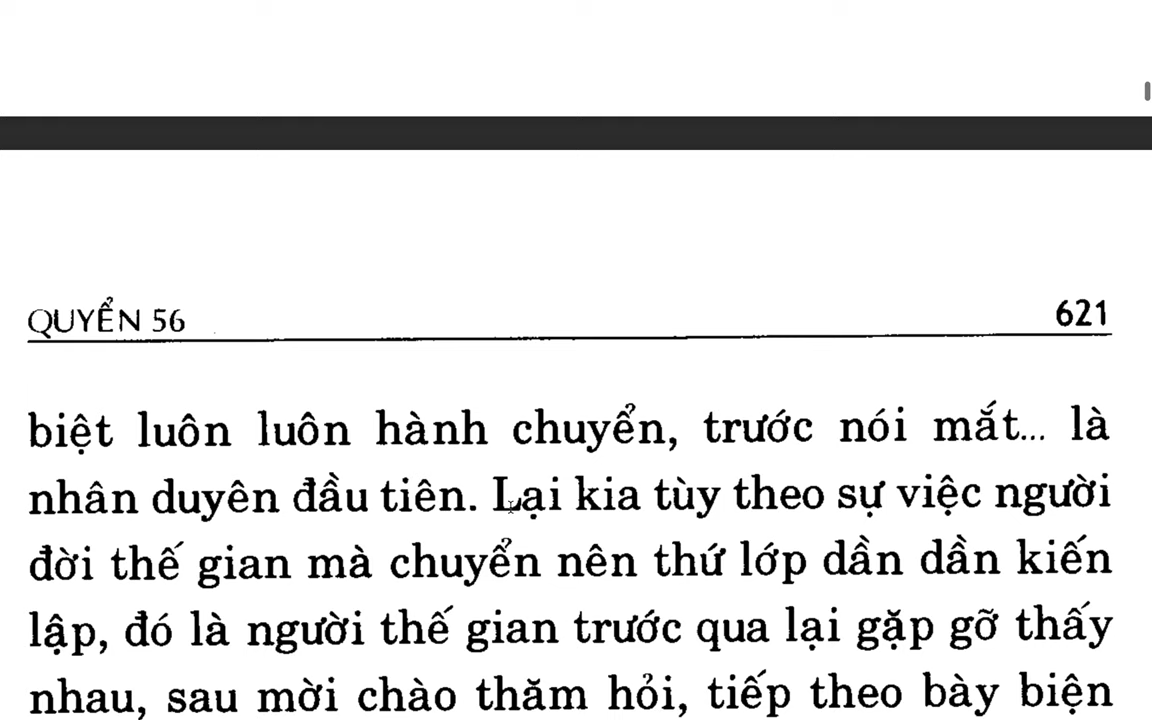 QUYỂN 56 621
biệt luôn luôn hành chuyển, trước nói mắt... là
nhân duyên đầu tiên. Lại kia tùy theo sự việc người
đời thế gian mà chuyển nên thứ lớp dần dần kiến
lập, đó là người thế gian trước qua lại gặp gỡ thấy
nhau, sau mời chào thăm hỏi, tiếp theo bày biện